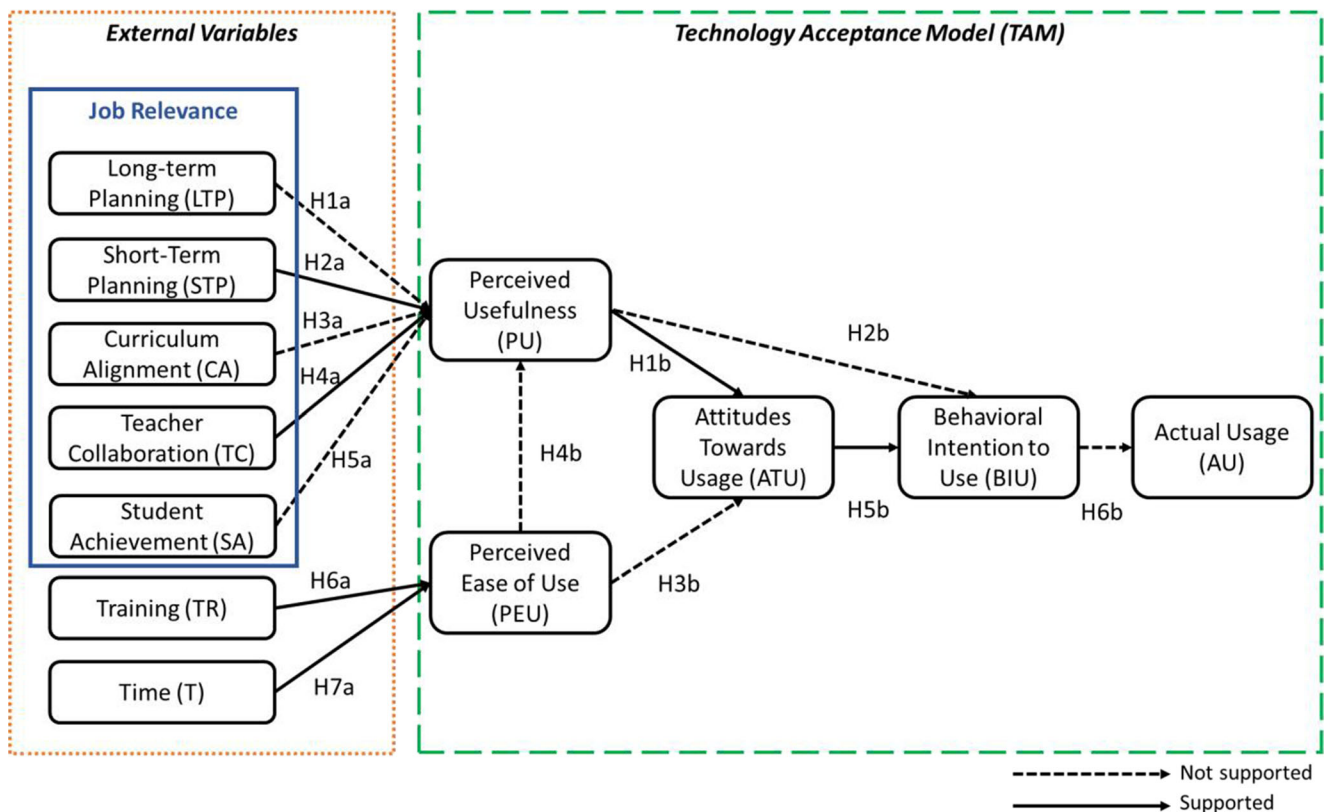 External Variables
Technology Acceptance Model (TAM)
Job Relevance
Long-term
Planning (LTP)
H1a
Short-Term
Planning (STP)
H2a
Curriculum
Alignment (CA)
H3a
Teacher
Collaboration (TC)
H4a
Student
Achievement (SA)
H5a
Training (TR)
H6a
Time (T)
H7a
Perceived
Usefulness
(PU)
H2b
H1b
H4b
Attitudes
Towards
Usage (ATU)
H5b
Behavioral
Intention to
Use (BIU)
H6b
Actual Usage
(AU)
Perceived
Ease of Use
(PEU)
H3b
Not supported
Supported